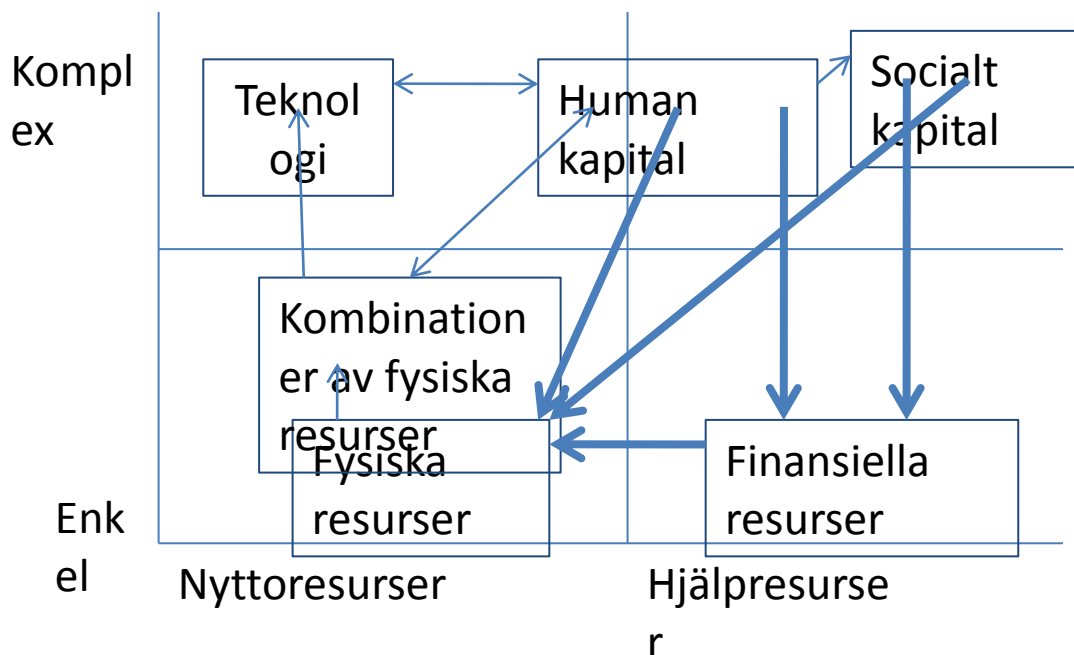 Kompl
ex
Teknol
ogi
Human
kapital
Socialt
kapital
Kombination
er av fysiska
resurser
Fysiska
resurser
Finansiella
resurser
Enk
el
Nyttoresurser
Hjälpresurse
r